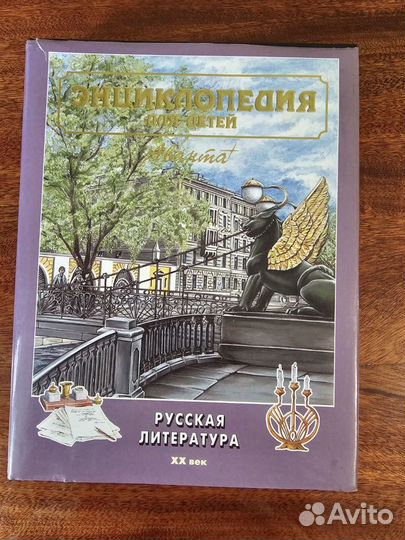 ЭНЦИКЛОПЕДИЯ
ДЛЯ ДЕТЕЙ
Аванта+
РУССКАЯ
ЛИТЕРАТУРА
XX век
Avito